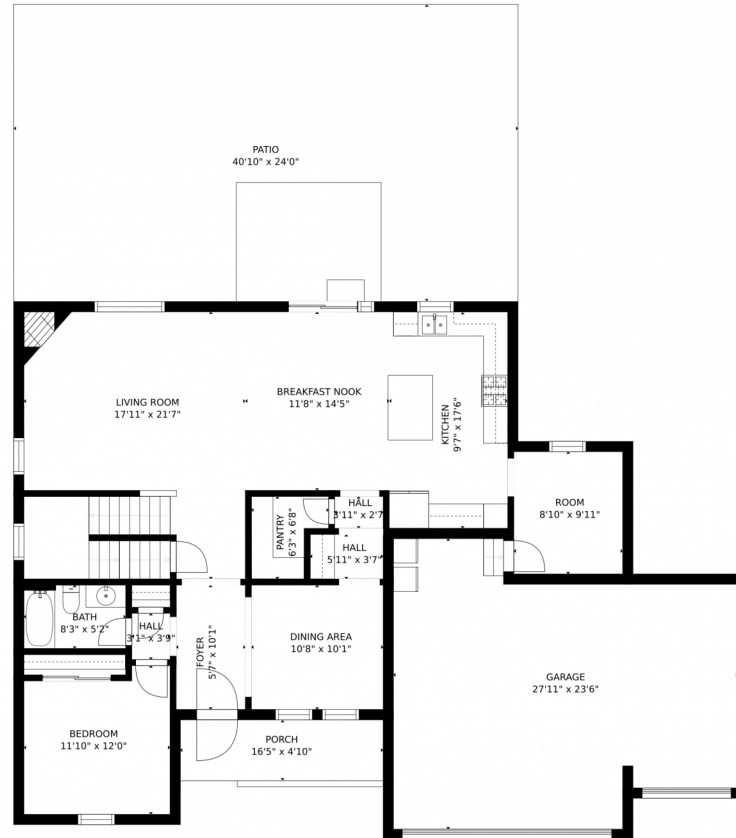 PATIO
40'10" x 24'0"
LIVING ROOM
17'11" x 21'7"
BREAKFAST NOOK
11'8" x 14'5"
KITCHEN
9'7" x 17'6"
HALL
3'11" x 2'7"
PANTRY
6'3" x 6'8"
HALL
5'11" x 3'7"
ROOM
8'10" x 9'11"
BATH
8'3" x 5'2"
HALL
3'1" x 3'9"
FOYER
5'7" x 10'1"
DINING AREA
10'8" x 10'1"
GARAGE
27'11" x 23'6"
BEDROOM
11'10" x 12'0"
PORCH
16'5" x 4'10"